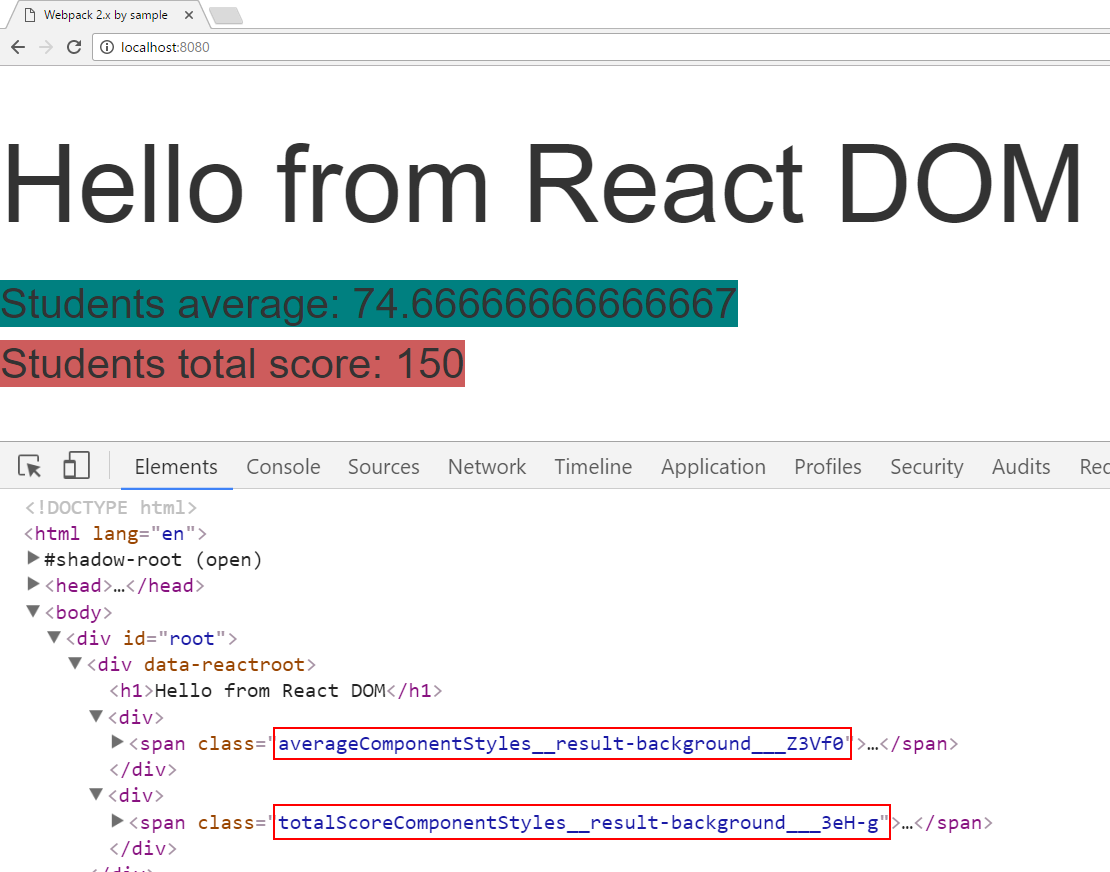 Webpack 2.x by sample
localhost:8080
Hello from React DOM
Students average: 74.66666666666667
Students total score: 150
Elements Console Sources Network Timeline Application Profiles Security Audits Rec
<!DOCTYPE html>
<html lang="en">
#shadow-root (open)
<head>…</head>
<body>
<div id="root">
<div data-reactroot>
<h1>Hello from React DOM</h1>
<div>
<span class="averageComponentStyles__result-background___Z3Vf0">…</span>
</div>
<div>
<span class="totalScoreComponentStyles__result-background___3eH-g">…</span>
</div>
</div>